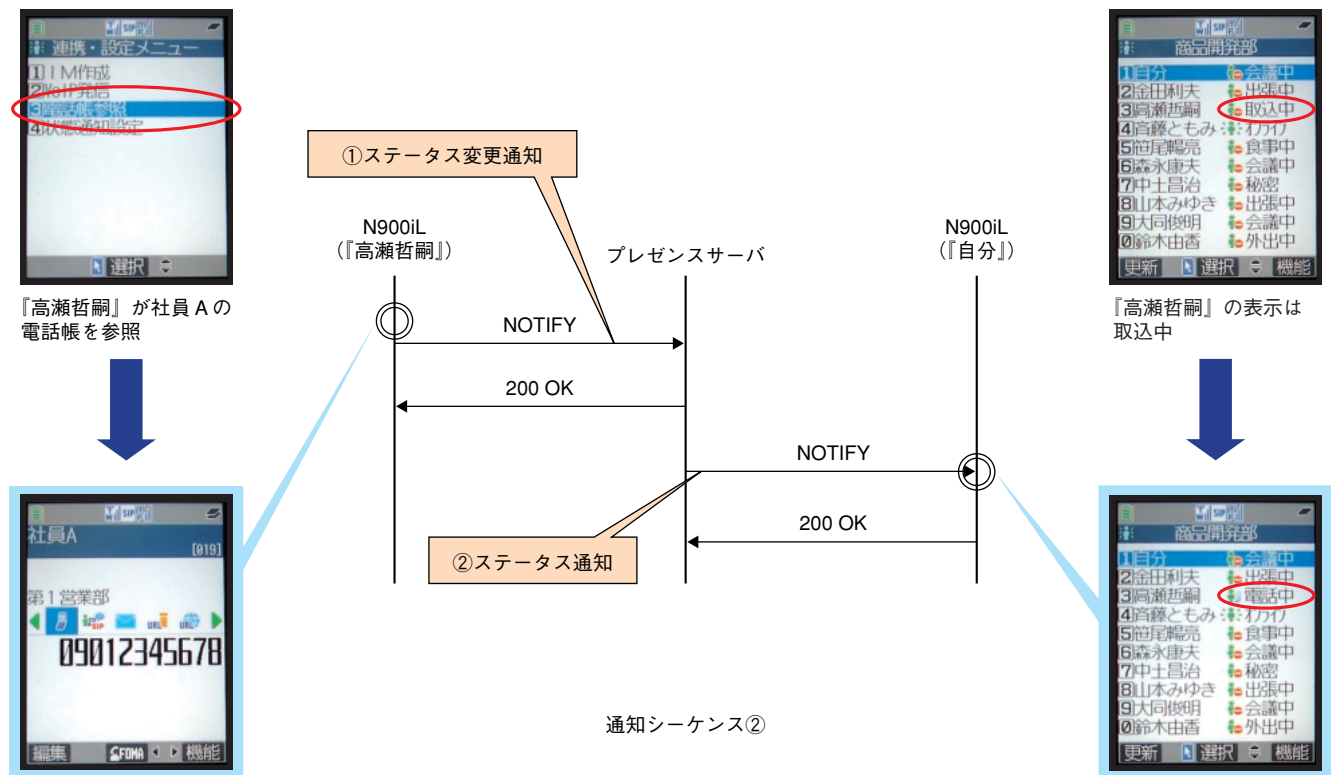 連携・設定メニュー
1IM作成
2VoIP発信
3電話帳参照
4状態通知設定
選択
『高瀬哲嗣』が社員Aの
電話帳を参照
社員A
[019]
第1営業部
09012345678
編集 FOMA 機能
①ステータス変更通知
N900iL
(『高瀬哲嗣』)
プレゼンスサーバ
N900iL
(『自分』)
NOTIFY
200 OK
NOTIFY
200 OK
②ステータス通知
通知シーケンス②
商品開発部
1自分 会議中
2金田利夫 出張中
3高瀬哲嗣 取込中
4斉藤ともみ オフライン
5笹尾暢亮 食事中
6森永康夫 会議中
7中土昌治 秘密
8山本みゆき 出張中
9大同俊明 会議中
0鈴木由香 外出中
更新 選択 機能
『高瀬哲嗣』の表示は
取込中
商品開発部
1自分 会議中
2金田利夫 出張中
3高瀬哲嗣 電話中
4斉藤ともみ オフライン
5笹尾暢亮 食事中
6森永康夫 会議中
7中土昌治 秘密
8山本みゆき 出張中
9大同俊明 会議中
0鈴木由香 外出中
更新 選択 機能